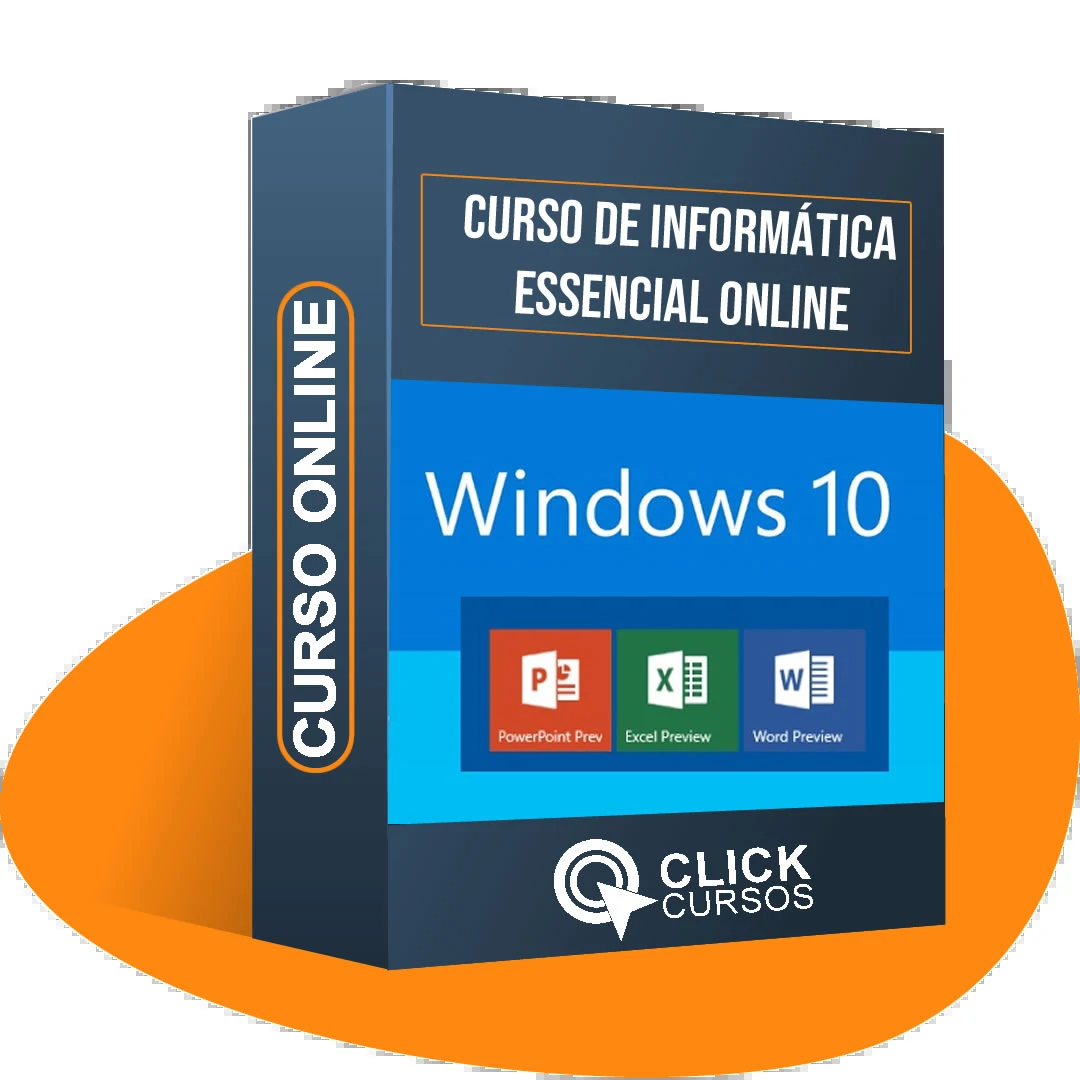 CURSO DE INFORMÁTICA
ESSENCIAL ONLINE
CURSO ONLINE
Windows 10
P
X
W
PowerPoint Prev
Excel Preview
Word Preview
CLICK
CURSOS